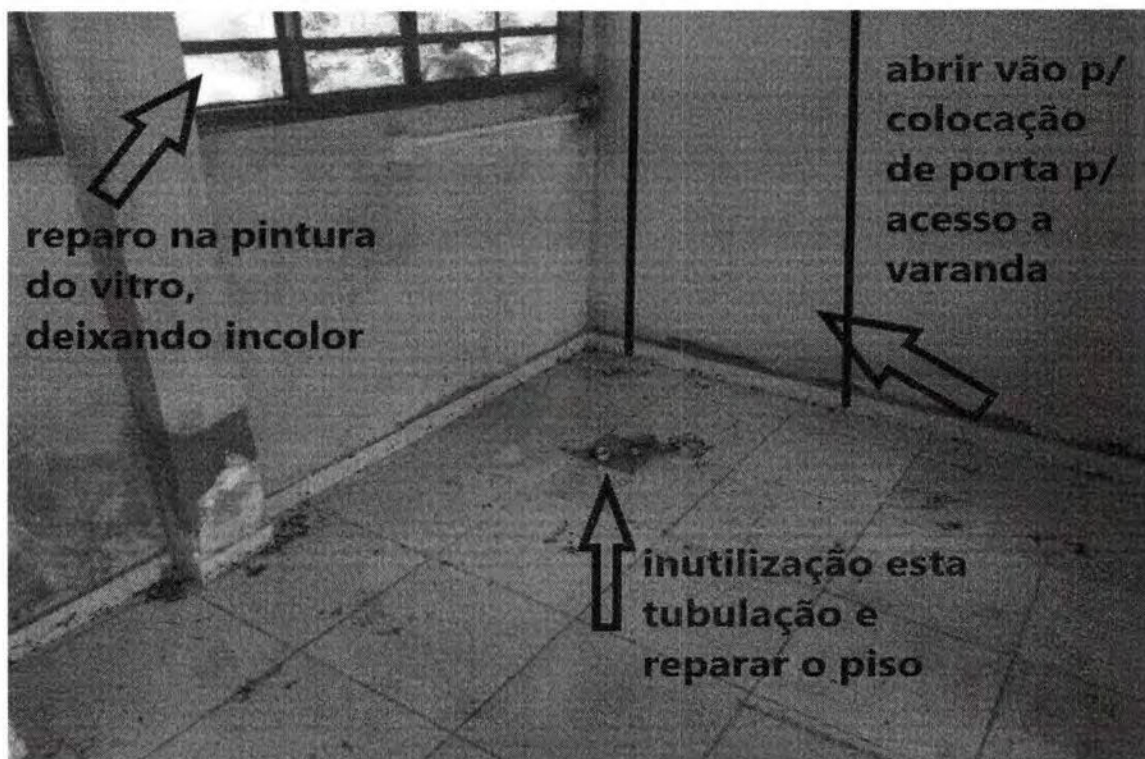 reparo na pintura
do vitro,
deixando incolor
abrir vão p/
colocação
de porta p/
acesso a
varanda
inutilização esta
tubulação e
reparar o piso